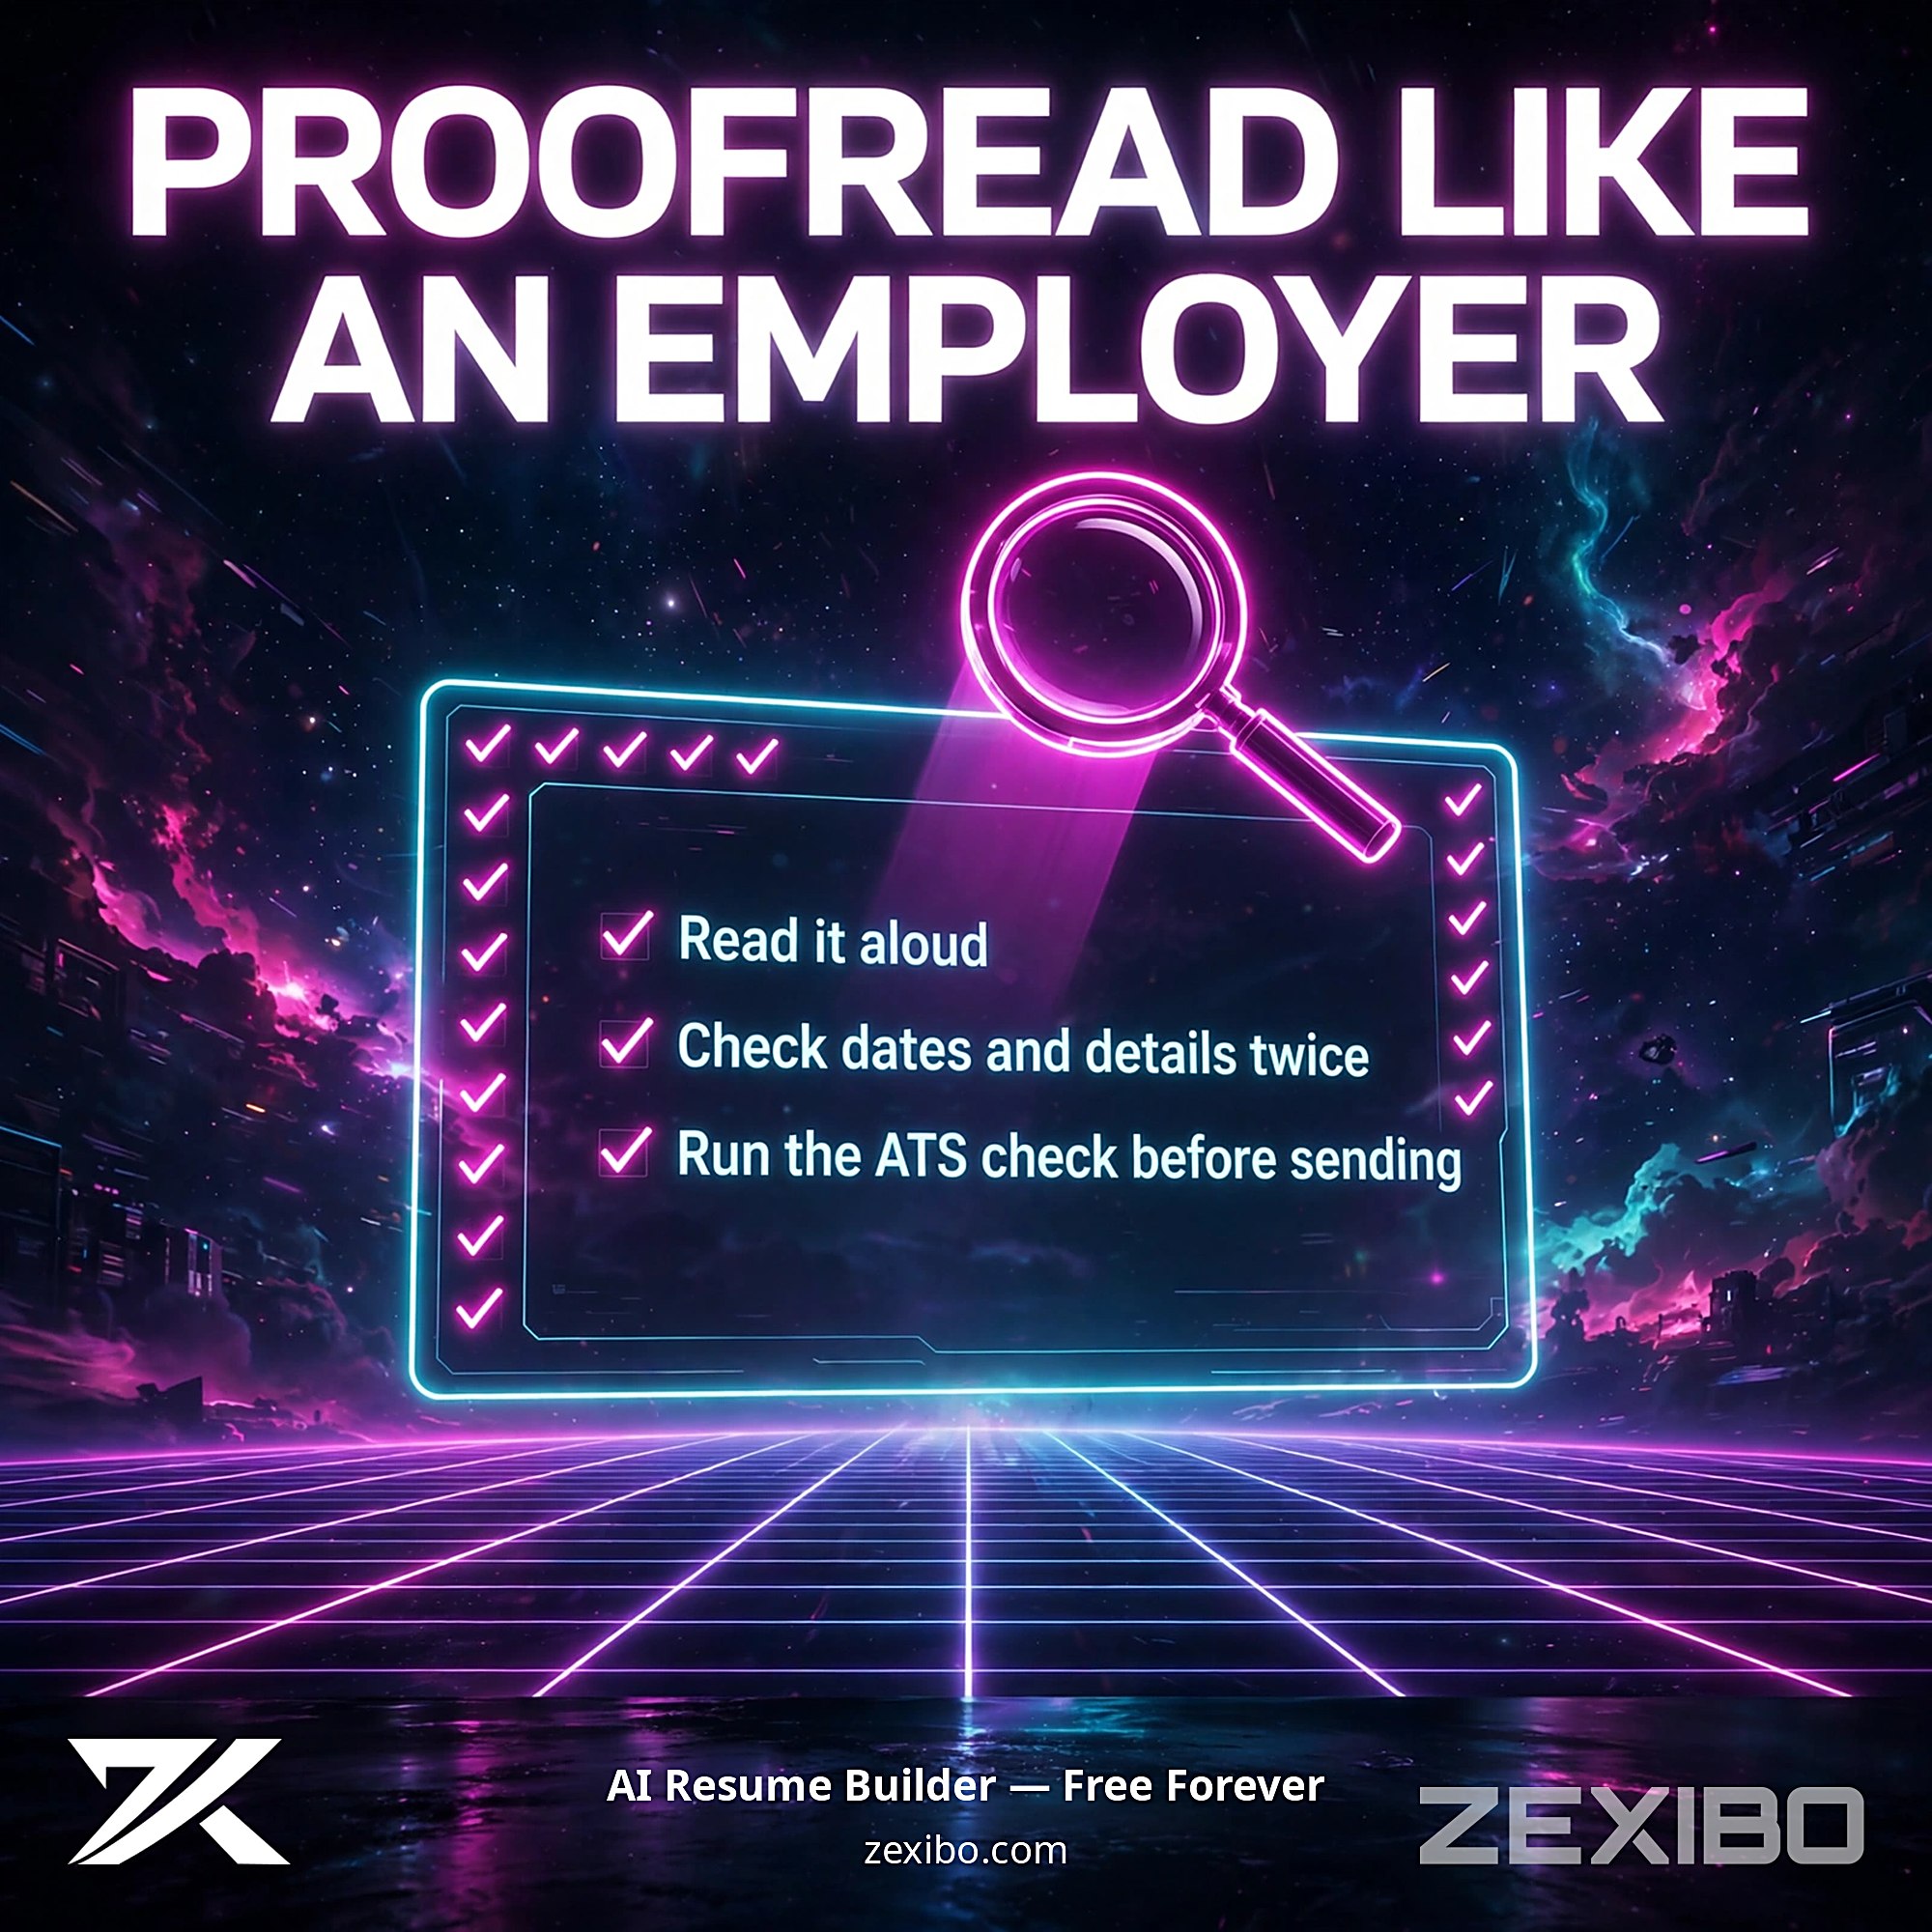 PROOFREAD LIKE
AN EMPLOYER
Read it aloud
Check dates and details twice
Run the ATS check before sending
AI Resume Builder — Free Forever
zexibo.com
ZEXIBO